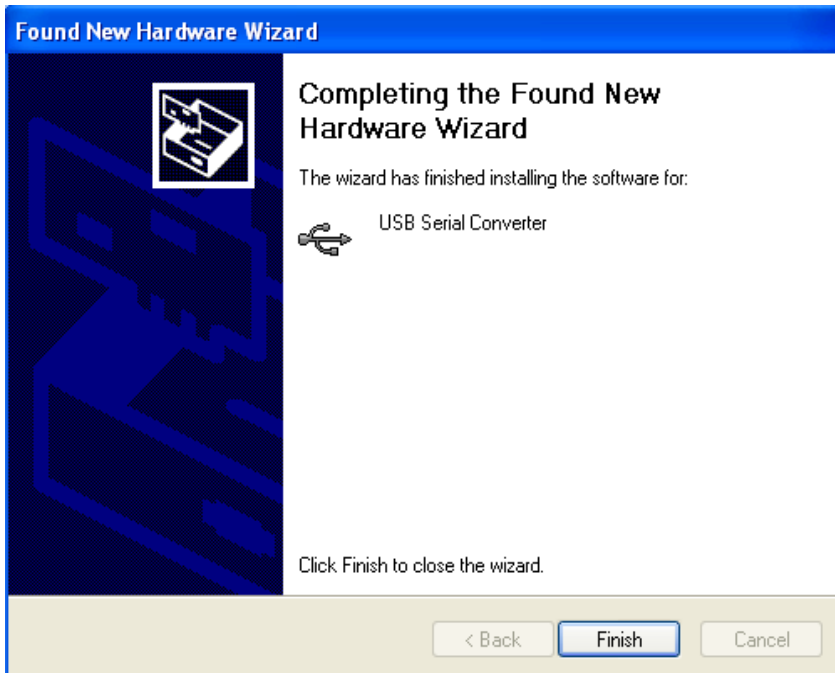 Found New Hardware Wizard
Completing the Found New
Hardware Wizard
The wizard has finished installing the software for:
USB Serial Converter
Click Finish to close the wizard.
< Back Finish Cancel